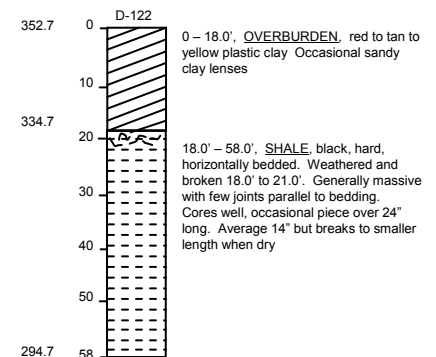 D-122
352.7
0
0 – 18.0’, OVERBURDEN, red to tan to
yellow plastic clay Occasional sandy
clay lenses
10
334.7
20
18.0’ – 58.0’, SHALE, black, hard,
horizontally bedded. Weathered and
broken 18.0’ to 21.0’. Generally massive
with few joints parallel to bedding.
Cores well, occasional piece over 24”
long. Average 14” but breaks to smaller
length when dry
30
40
50
294.7
58